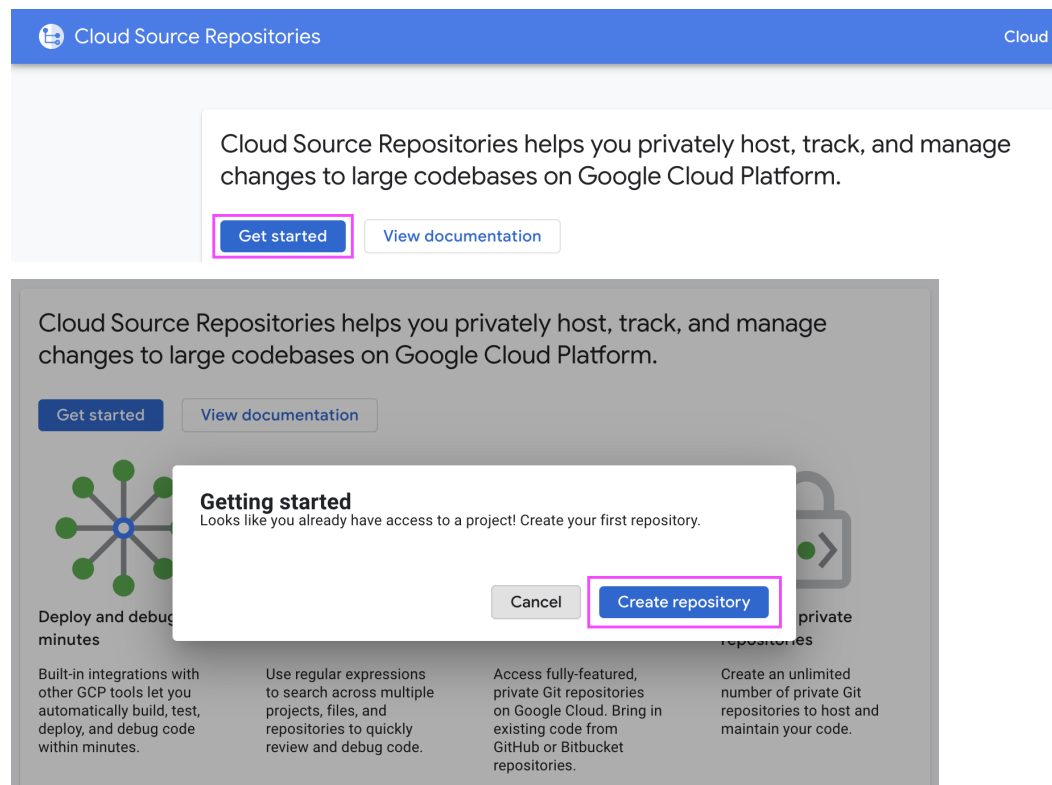 Cloud Source Repositories
Cloud
Cloud Source Repositories helps you privately host, track, and manage
changes to large codebases on Google Cloud Platform.
Get started
View documentation
Cloud Source Repositories helps you privately host, track, and manage
changes to large codebases on Google Cloud Platform.
Get started
View documentation
Getting started
Looks like you already have access to a project! Create your first repository.
Cancel
Create repository
Deploy and debug
minutes
Built-in integrations with
other GCP tools let you
automatically build, test,
deploy, and debug code
within minutes.
Use regular expressions
to search across multiple
projects, files, and
repositories to quickly
review and debug code.
Access fully-featured,
private Git repositories
on Google Cloud. Bring in
existing code from
GitHub or Bitbucket
repositories.
private
repositories
Create an unlimited
number of private Git
repositories to host and
maintain your code.